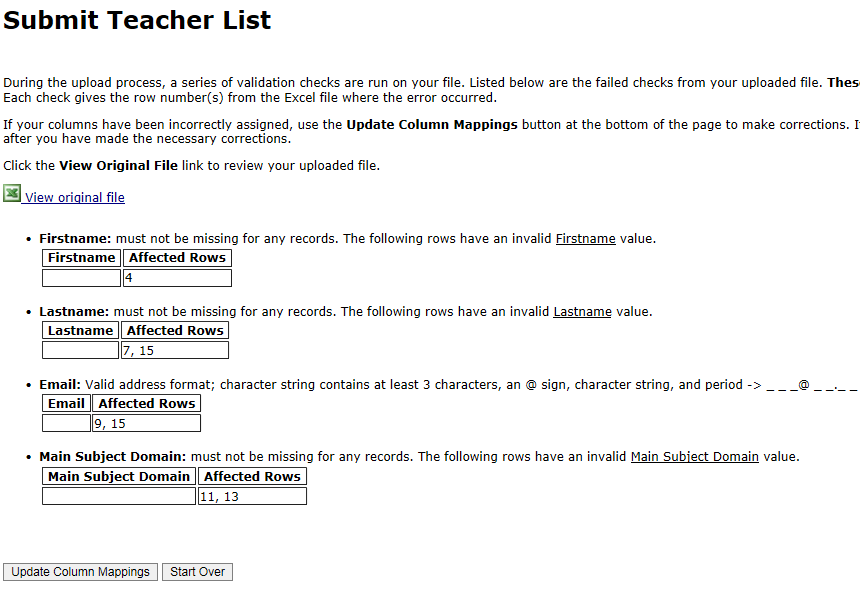 Submit Teacher List
During the upload process, a series of validation checks are run on your file. Listed below are the failed checks from your uploaded file. Thes
Each check gives the row number(s) from the Excel file where the error occurred.
If your columns have been incorrectly assigned, use the Update Column Mappings button at the bottom of the page to make corrections. I
after you have made the necessary corrections.
Click the View Original File link to review your uploaded file.
View original file
• Firstname: must not be missing for any records. The following rows have an invalid Firstname value.
Firstname Affected Rows
4
• Lastname: must not be missing for any records. The following rows have an invalid Lastname value.
Lastname Affected Rows
7, 15
• Email: Valid address format; character string contains at least 3 characters, an @ sign, character string, and period -> _ _ _@ _ _._ _
Email Affected Rows
9, 15
• Main Subject Domain: must not be missing for any records. The following rows have an invalid Main Subject Domain value.
Main Subject Domain Affected Rows
11, 13
Update Column Mappings Start Over